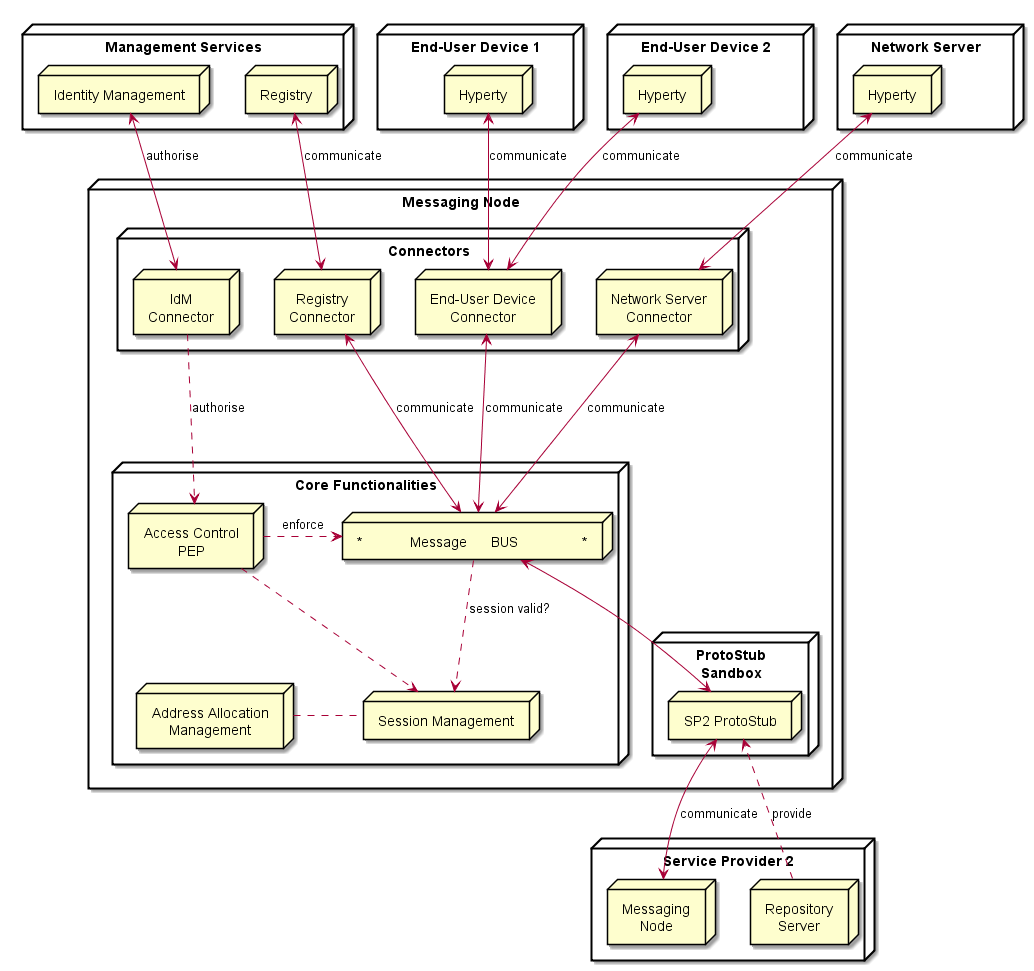 Management Services
End-User Device 1
End-User Device 2
Network Server
Identity Management
Registry
Hyperty
Hyperty
Hyperty
authorise
communicate
communicate
communicate
communicate
Messaging Node
Connectors
IdM
Connector
Registry
Connector
End-User Device
Connector
Network Server
Connector
authorise
communicate
communicate
communicate
Core Functionalities
Access Control
PEP
enforce
* Message BUS *
session valid?
ProtoStub
Sandbox
Address Allocation
Management
Session Management
SP2 ProtoStub
communicate
provide
Service Provider 2
Messaging
Node
Repository
Server